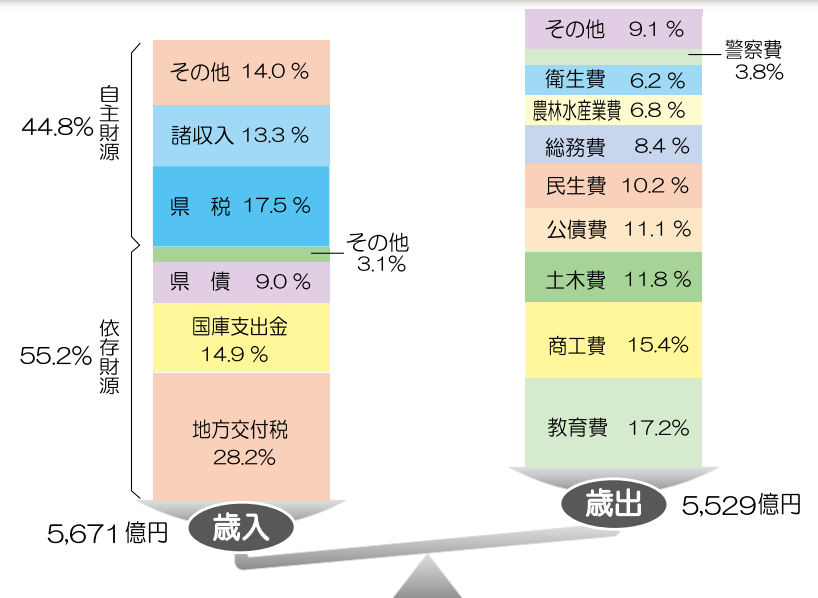 自主財源
44.8%
その他 14.0 %
諸収入 13.3 %
県 税 17.5 %
その他
3.1%
依存財源
55.2%
県 債 9.0 %
国庫支出金
14.9 %
地方交付税
28.2%
5,671 億円
歳入
その他 9.1 %
警察費
3.8%
衛生費 6.2 %
農林水産業費 6.8 %
総務費 8.4 %
民生費 10.2 %
公債費 11.1 %
土木費 11.8 %
商工費 15.4%
教育費 17.2%
歳出
5,529億円